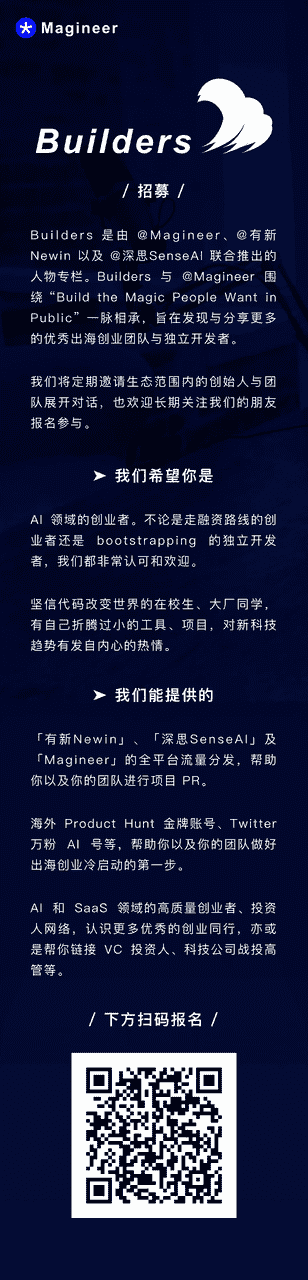 Magineer
Builders
/ 招募 /
Builders 是由 @Magineer、@有新
Newin 以及 @深思SenseAI 联合推出的
人物专栏。Builders 与 @Magineer 围
绕“Build the Magic People Want in
Public”一脉相承，旨在发现与分享更多
的优秀出海创业团队与独立开发者。
我们将定期邀请生态范围内的创始人与团
队展开对话，也欢迎长期关注我们的朋友
报名参与。
➤ 我们希望你是
AI 领域的创业者。不论是走融资路线的创
业者还是 bootstrapping 的独立开发
者，我们都非常认可和欢迎。
坚信代码改变世界的在校生、大厂同学，
有自己折腾过小的工具、项目，对新科技
趋势有发自内心的热情。
➤ 我们能提供的
「有新Newin」、「深思SenseAI」及
「Magineer」的全平台流量分发，帮助
你以及你的团队进行项目 PR。
海外 Product Hunt 金牌账号、Twitter
万粉 AI 号等，帮助你以及你的团队做好
出海创业冷启动的第一步。
AI 和 SaaS 领域的高质量创业者、投资
人网络，认识更多优秀的创业同行，亦或
是帮你链接 VC 投资人、科技公司战投高
管等。
/ 下方扫码报名 /